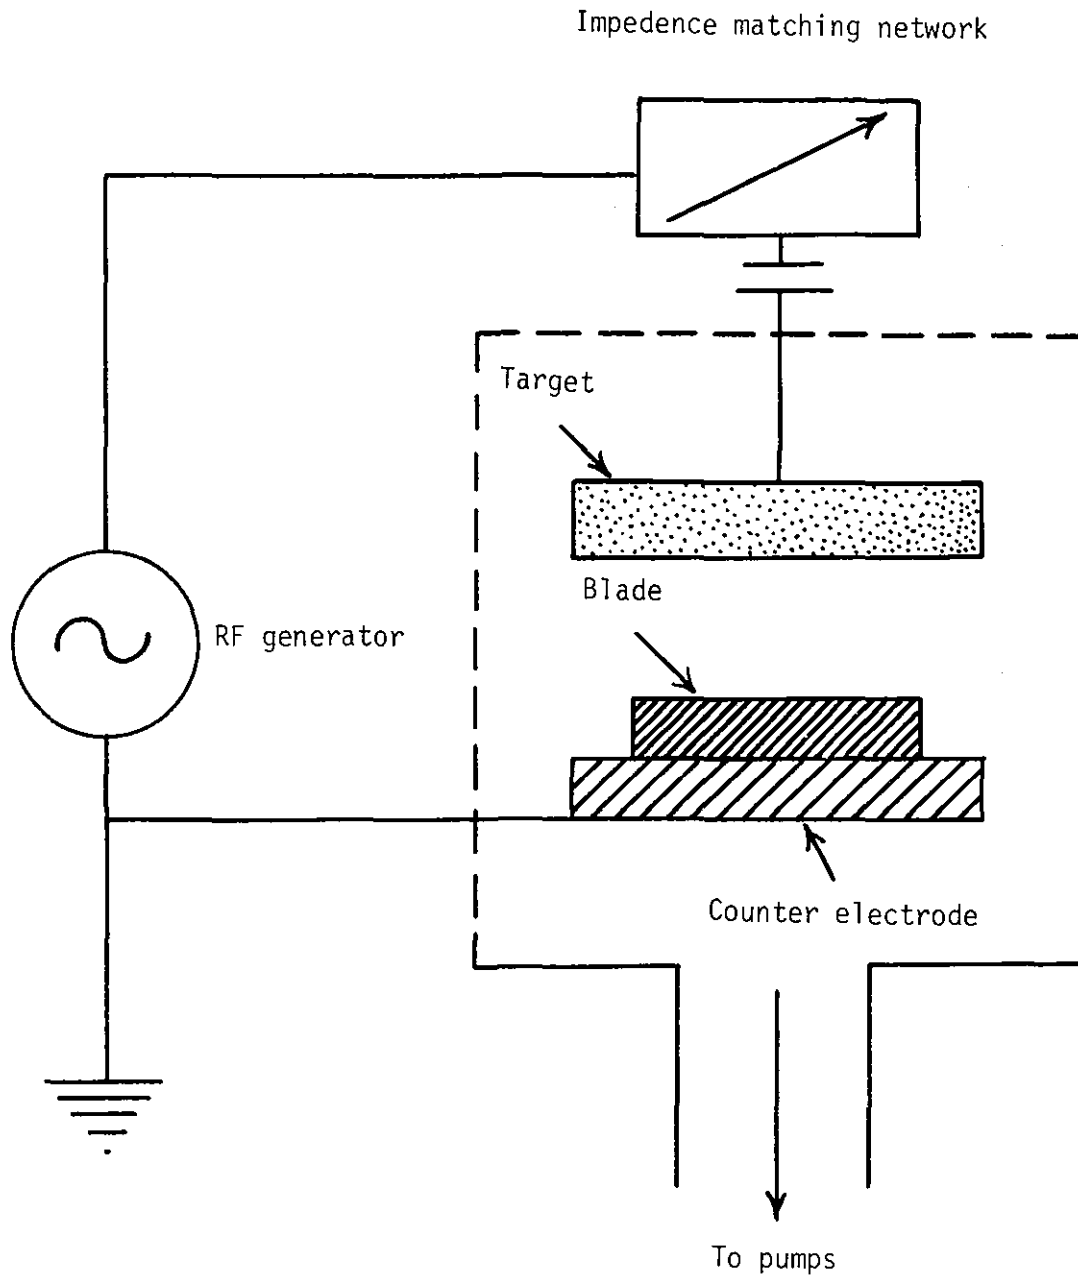 Impedence matching network
Target
Blade
RF generator
Counter electrode
To pumps